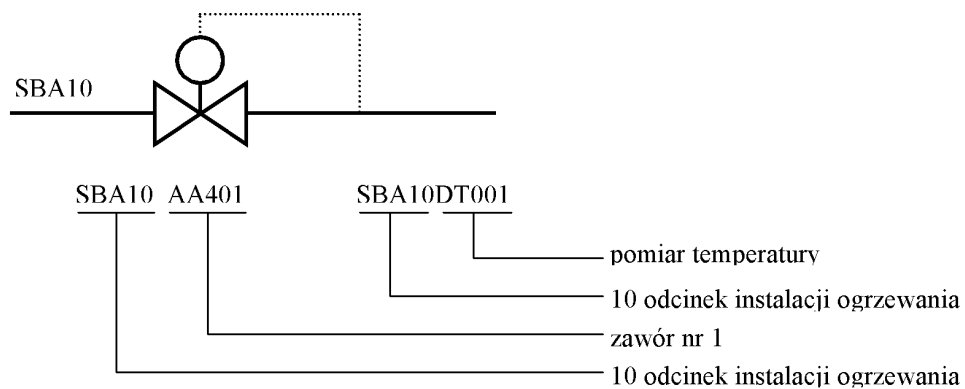 SBA10
SBA10 AA401 SBA10DT001
pomiar temperatury
10 odcinek instalacji ogrzewania
zawór nr 1
10 odcinek instalacji ogrzewania